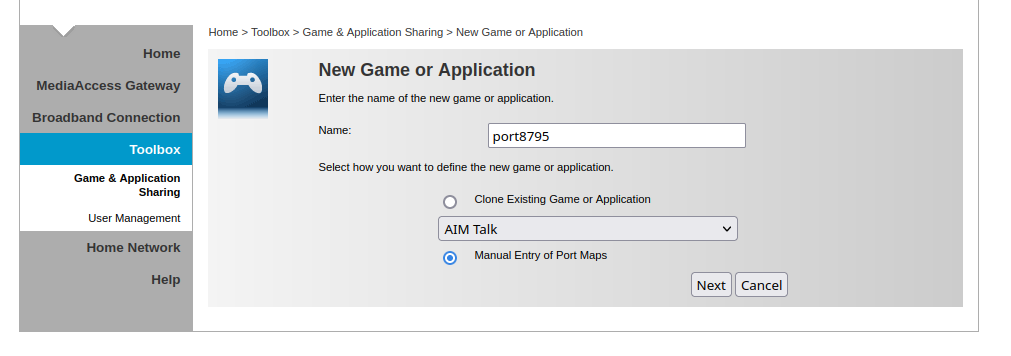 Home > Toolbox > Game & Application Sharing > New Game or Application
Home
MediaAccess Gateway
Broadband Connection
Toolbox
Game & Application
Sharing
User Management
Home Network
Help
New Game or Application
Enter the name of the new game or application.
Name:
port8795
Select how you want to define the new game or application.
Clone Existing Game or Application
AIM Talk
Manual Entry of Port Maps
Next Cancel